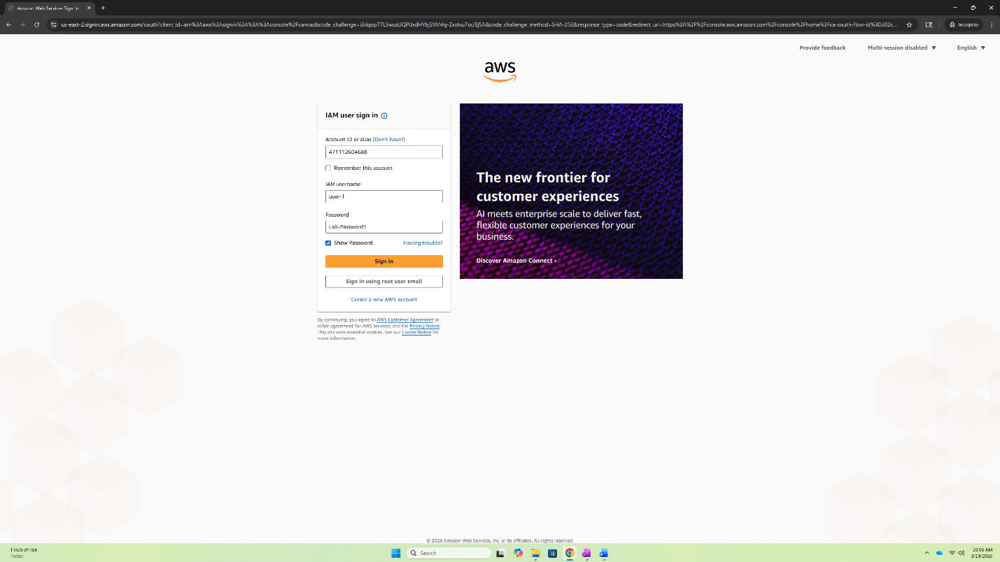 Amazon Web Services Sign In
us-east-2.signin.aws.amazon.com/oauth?client_id=arn%3Aaws%3Asignin%3A%3A%3Aconsole%2Fcanvas&code_challenge=i3dqop77L3wusUQPUxdHYbjSYAMq-Zxxtvu7sxJBj5A&code_challenge_method=SHA-256&response_type=code&redirect_uri=https%3A%2F%2Fconsole.aws.amazon.com%2Fconsole%2Fhome%3Fca-oauth-flow-id%3D302c...
Incognito
Provide feedback
Multi-session disabled
English
aws
IAM user sign in
Account ID or alias (Don't have?)
471112604688
Remember this account
IAM username
user-1
Password
Lab-Password1
Show Password
Having trouble?
Sign in
Sign in using root user email
Create a new AWS account
By continuing, you agree to AWS Customer Agreement or
other agreement for AWS services, and the Privacy Notice.
This site uses essential cookies. See our Cookie Notice for
more information.
The new frontier for
customer experiences
AI meets enterprise scale to deliver fast,
flexible customer experiences for your
business.
Discover Amazon Connect ›
© 2026 Amazon Web Services, Inc. or its affiliates. All rights reserved.
1 inch of rain
Today
Search
10:06 AM
3/19/2026